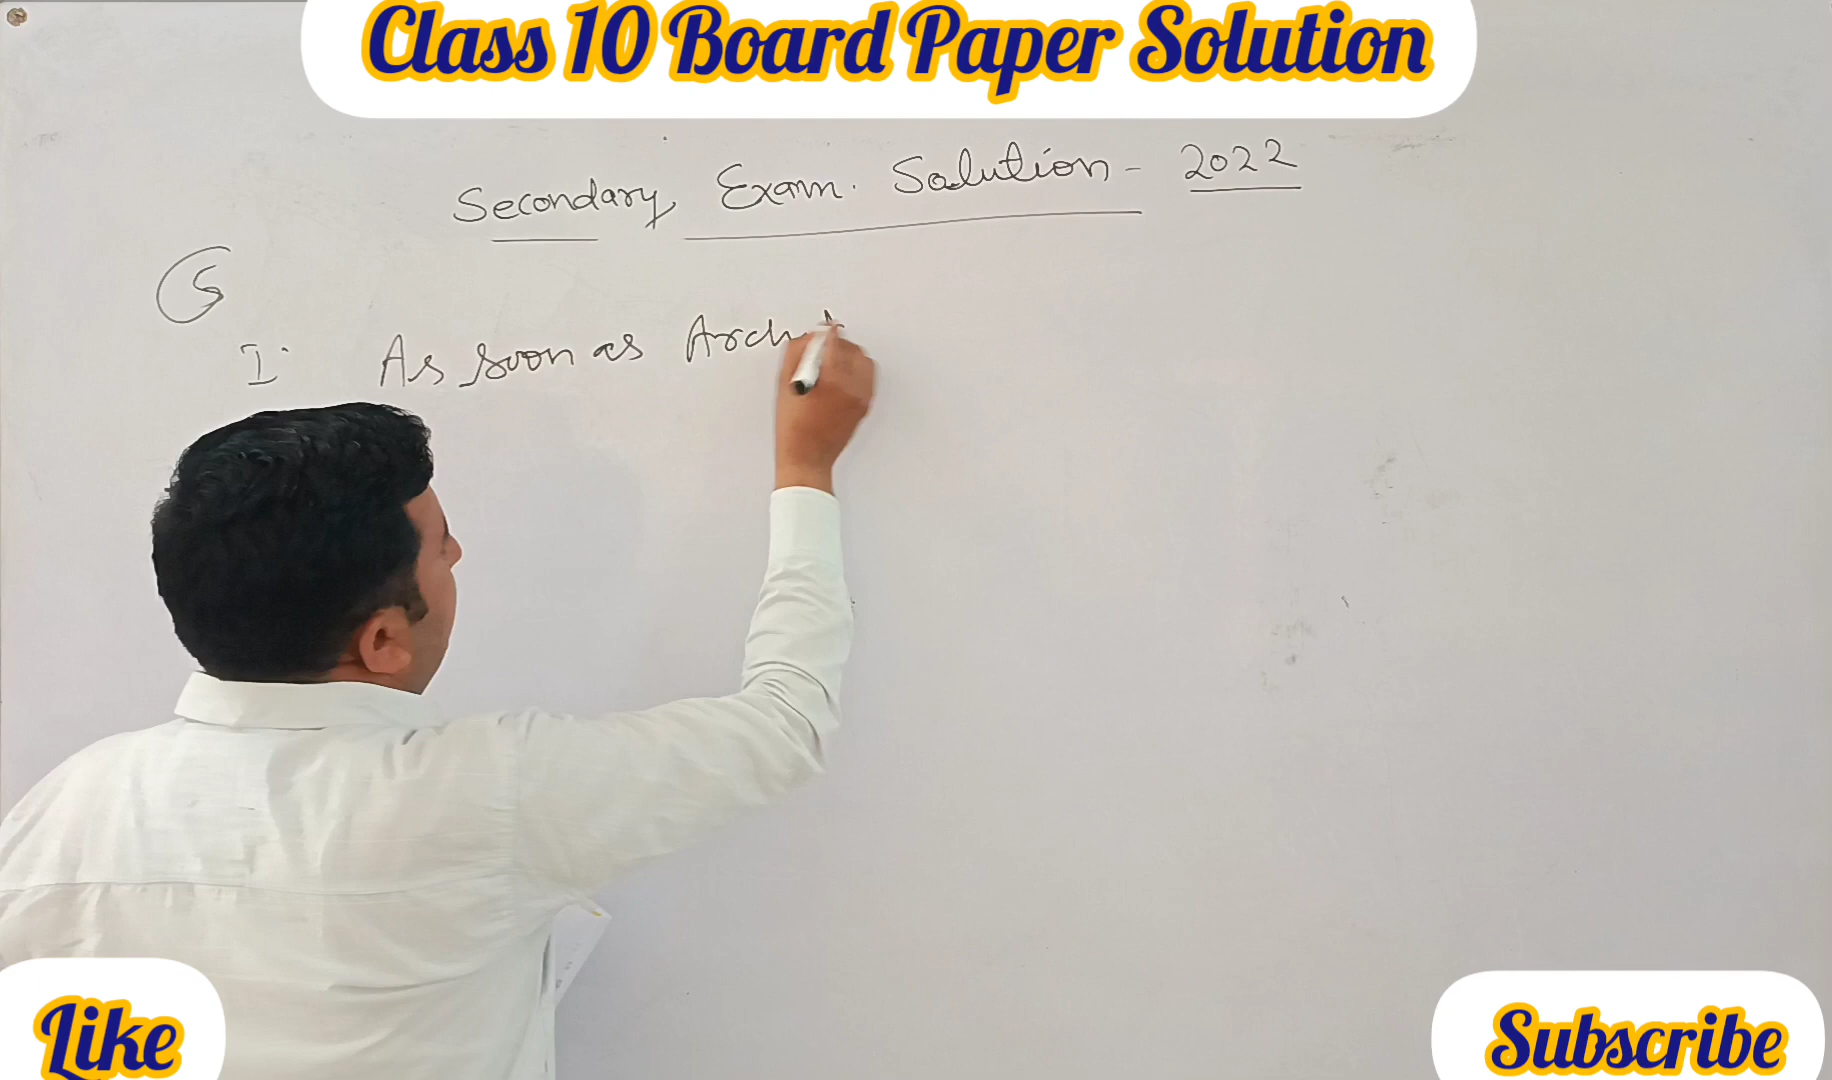 Class 10 Board Paper Solution
Secondary Exam. Solution - 2022
5
I. As soon as
Like
Subscribe